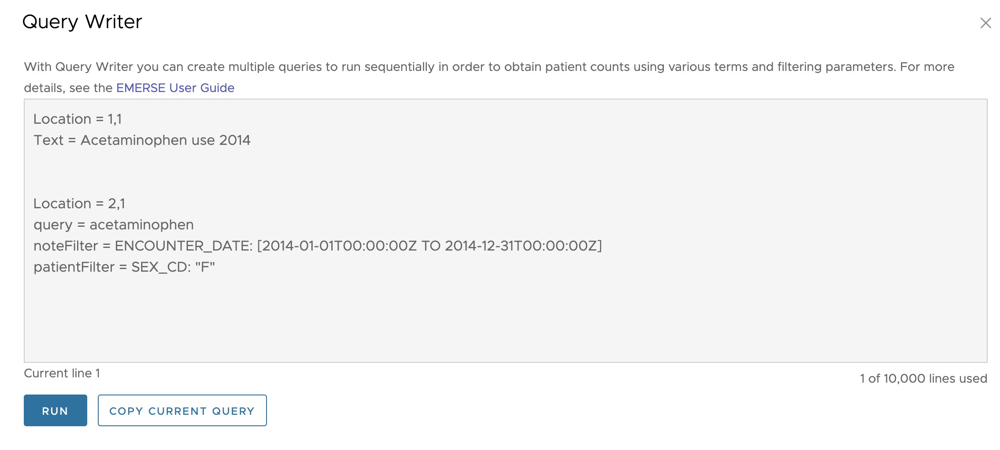 Query Writer
With Query Writer you can create multiple queries to run sequentially in order to obtain patient counts using various terms and filtering parameters. For more
details, see the EMERSE User Guide
Location = 1,1
Text = Acetaminophen use 2014
Location = 2,1
query = acetaminophen
noteFilter = ENCOUNTER_DATE: [2014-01-01T00:00:00Z TO 2014-12-31T00:00:00Z]
patientFilter = SEX_CD: "F"
Current line 1
1 of 10,000 lines used
RUN
COPY CURRENT QUERY